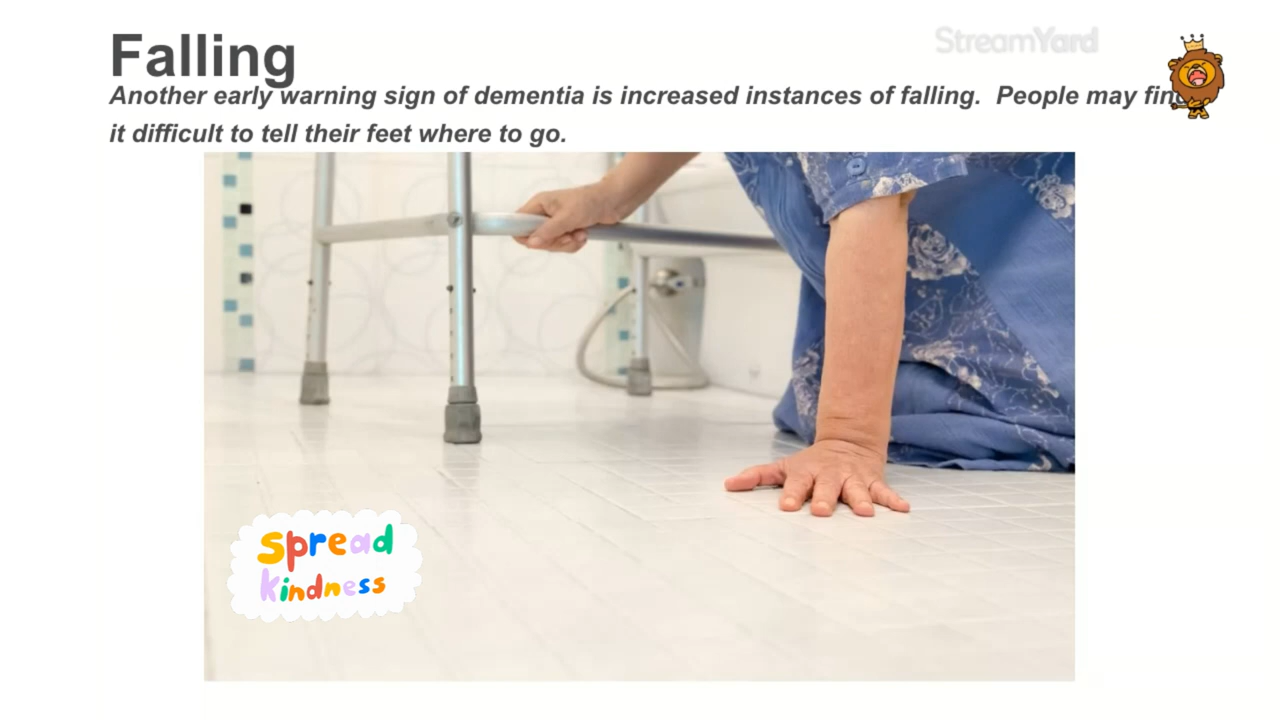 StreamYard
Falling
Another early warning sign of dementia is increased instances of falling.  People may find
it difficult to tell their feet where to go.
spread
kindness